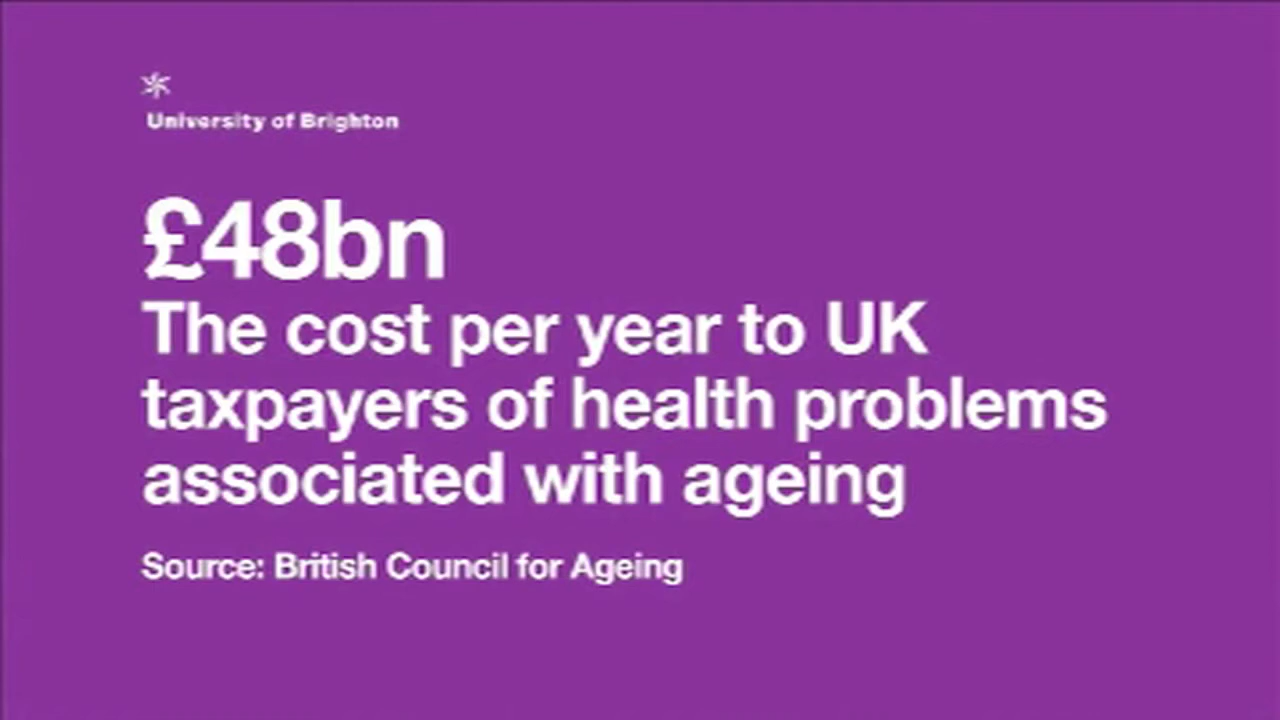 University of Brighton
£48bn
The cost per year to UK
taxpayers of health problems
associated with ageing
Source: British Council for Ageing